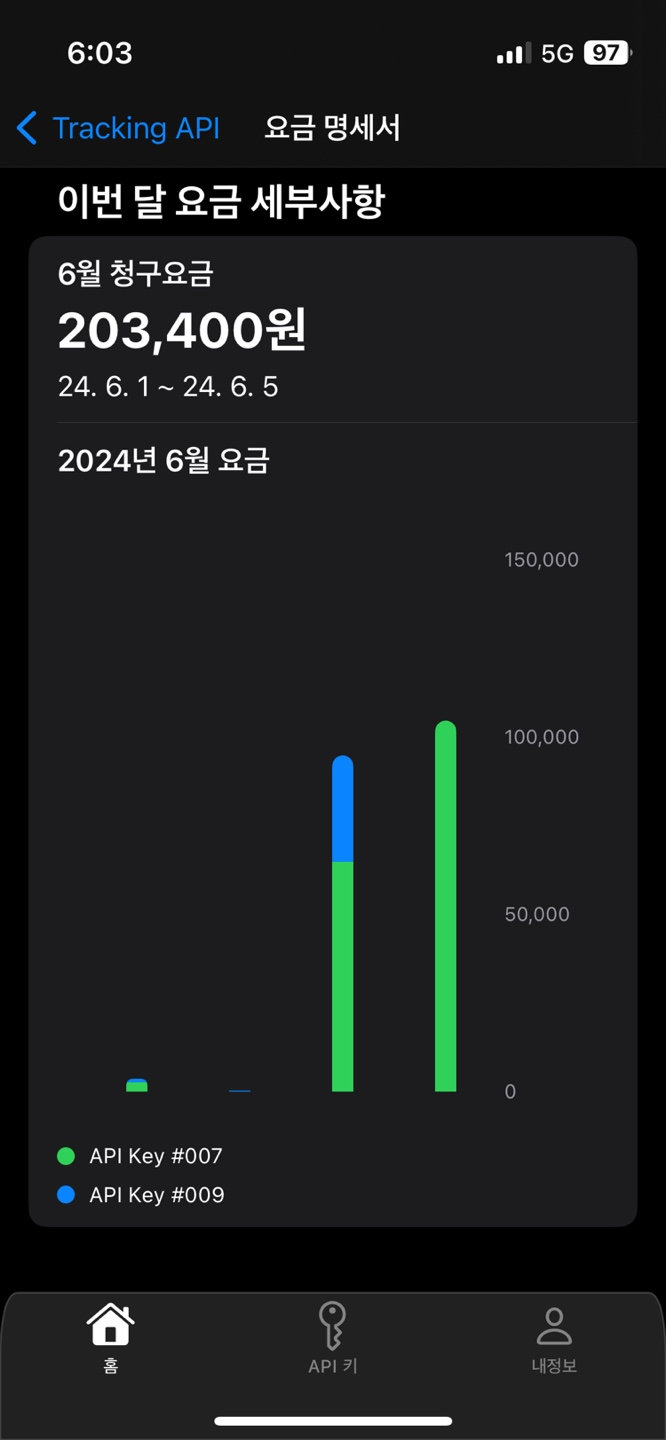 6:03
5G 97
Tracking API 요금 명세서
이번 달 요금 세부사항
6월 청구요금
203,400원
24. 6. 1 ~ 24. 6. 5
2024년 6월 요금
150,000
100,000
50,000
0
API Key #007
API Key #009
홈 API 키 내정보